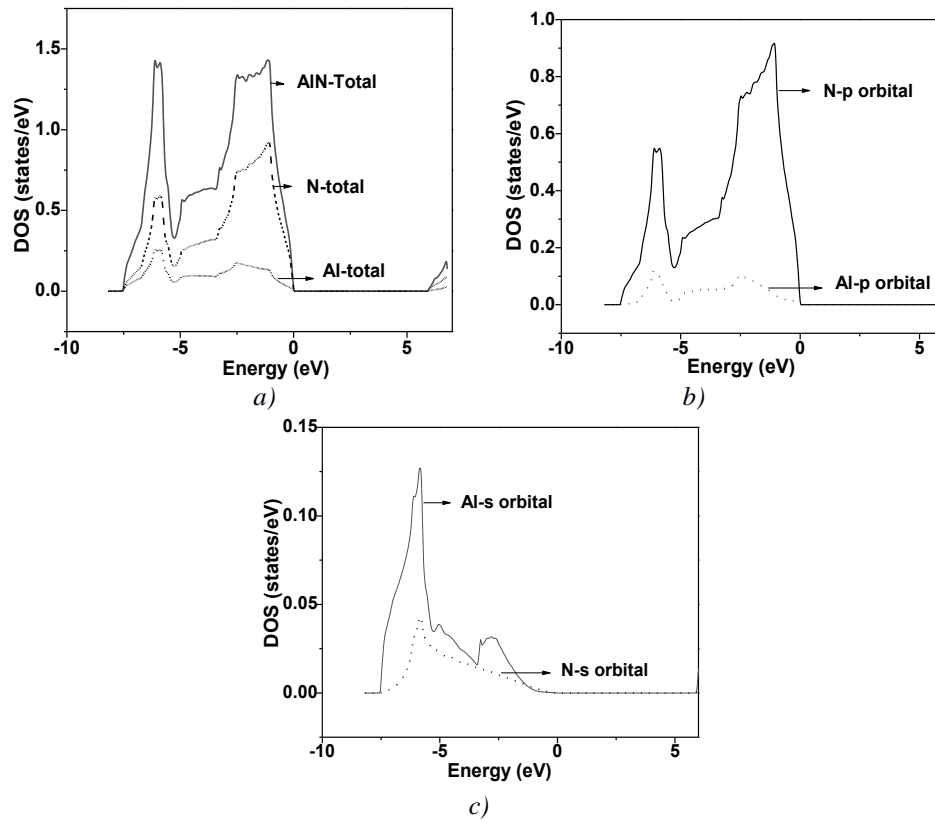 1.5
1.0
0.5
0.0
DOS (states/eV)
AlN-Total
N-total
Al-total
-10
-5
0
5
Energy (eV)
a)
1.0
0.8
0.6
0.4
0.2
0.0
DOS (states/eV)
N-p orbital
Al-p orbital
-10
-5
0
5
Energy (eV)
b)
0.15
0.10
0.05
0.00
DOS (states/eV)
Al-s orbital
N-s orbital
-10
-5
0
5
Energy (eV)
c)